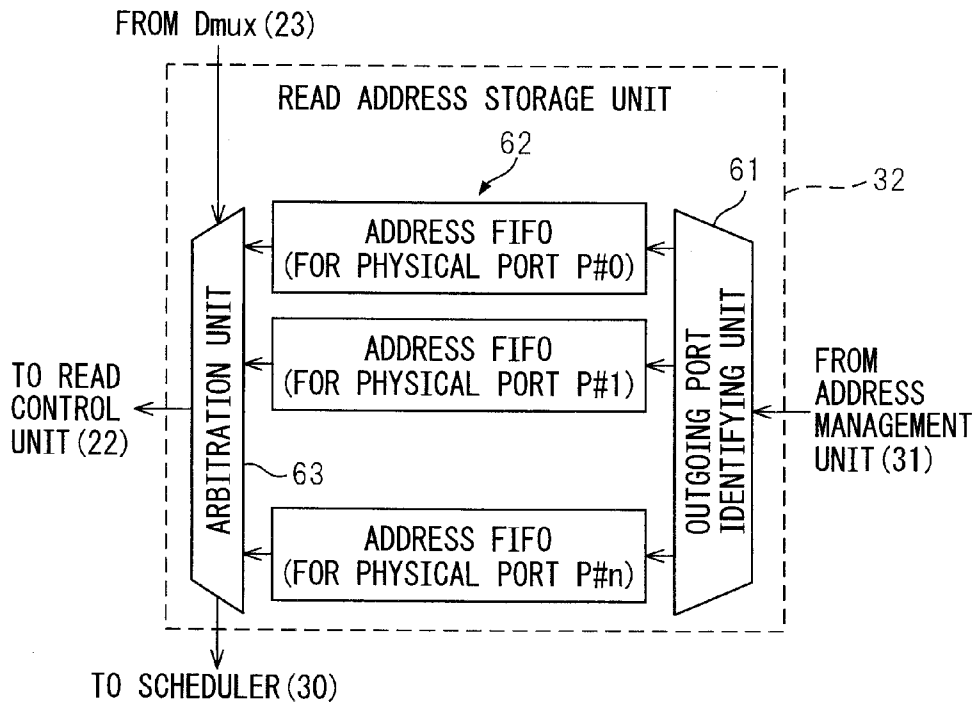 FROM Dmux(23)
READ ADDRESS STORAGE UNIT
62
61
32
ADDRESS FIFO
(FOR PHYSICAL PORT P#0)
ADDRESS FIFO
(FOR PHYSICAL PORT P#1)
ADDRESS FIFO
(FOR PHYSICAL PORT P#n)
ARBITRATION UNIT
63
OUTGOING PORT
IDENTIFYING UNIT
TO READ
CONTROL
UNIT(22)
FROM
ADDRESS
MANAGEMENT
UNIT(31)
TO SCHEDULER(30)